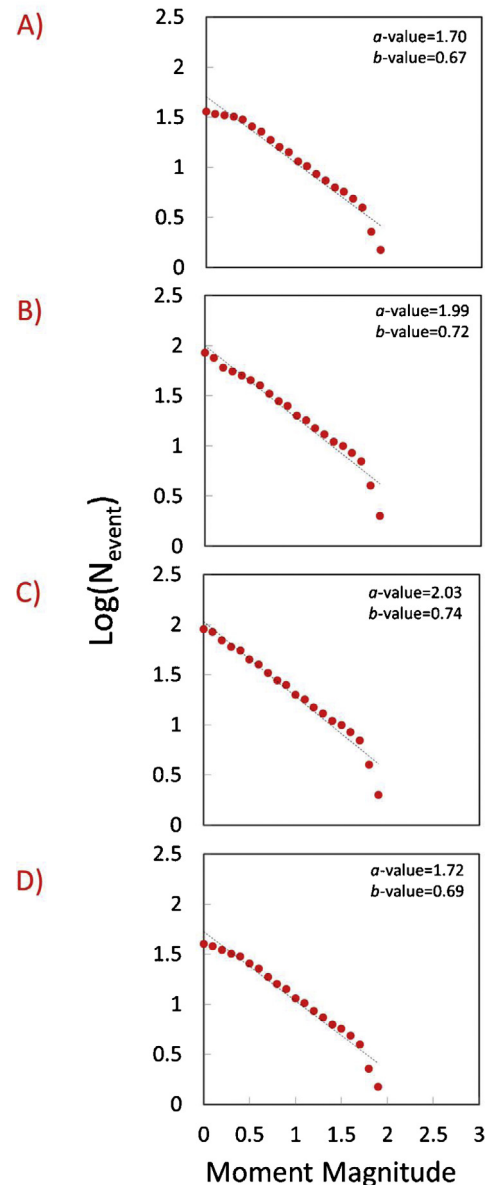 A)
2.5
2
1.5
1
0.5
0
a-value=1.70
b-value=0.67
B)
2.5
2
1.5
1
0.5
0
a-value=1.99
b-value=0.72
Log(Nevent)
C)
2.5
2
1.5
1
0.5
0
a-value=2.03
b-value=0.74
D)
2.5
2
1.5
1
0.5
0
a-value=1.72
b-value=0.69
0 0.5 1 1.5 2 2.5 3
Moment Magnitude